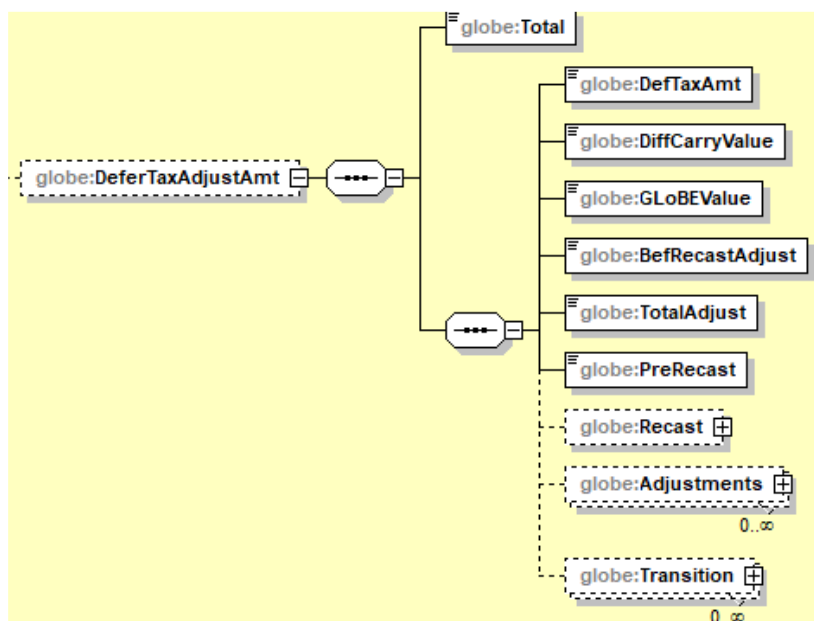 globe:Total
globe:DefTaxAmt
globe:DiffCarryValue
globe:DeferTaxAdjustAmt
globe:GLoBEValue
globe:BefRecastAdjust
globe:TotalAdjust
globe:PreRecast
globe:Recast
globe:Adjustments
0..∞
globe:Transition
0..∞